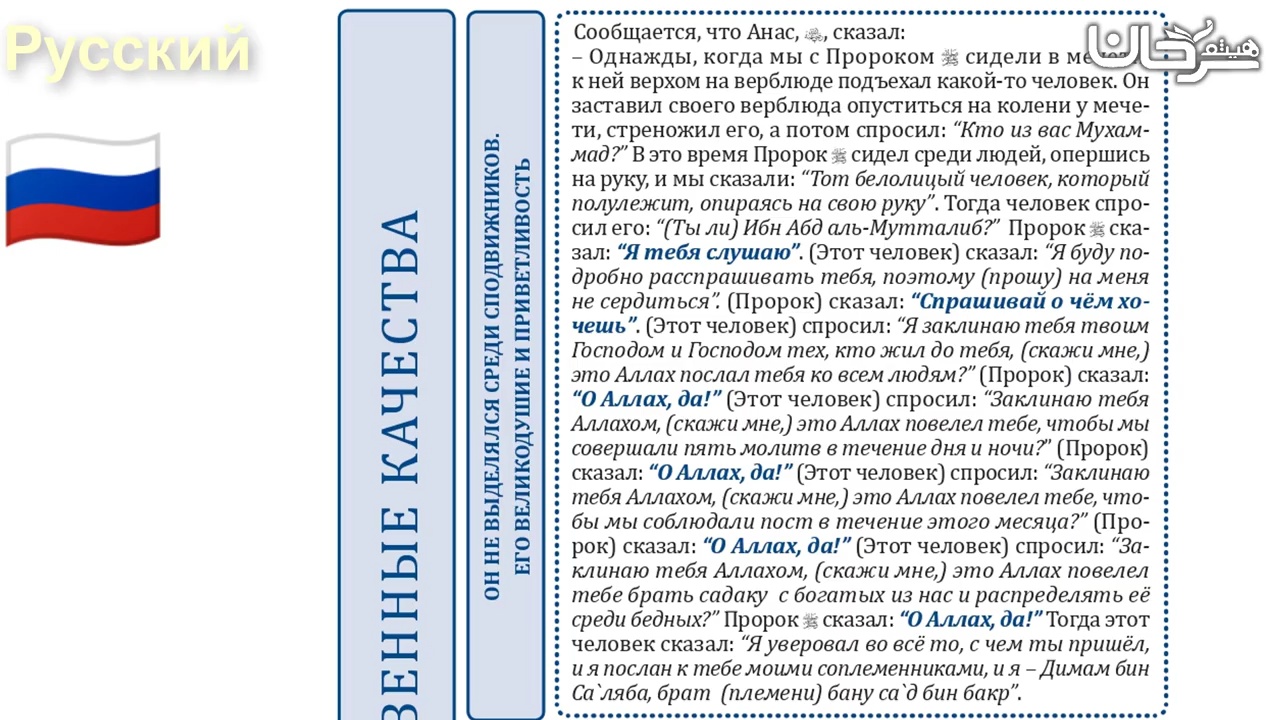 Русский
ВЕННЫЕ КАЧЕСТВА
ОН НЕ ВЫДЕЛЯЛСЯ СРЕДИ СПОДВИЖНИКОВ.
ЕГО ВЕЛИКОДУШИЕ И ПРИВЕТЛИВОСТЬ
Сообщается, что Анас, , сказал:
– Однажды, когда мы с Пророком ﷺ сидели в
к ней верхом на верблюде подъехал какой-то человек. Он
заставил своего верблюда опуститься на колени у мече-
ти, стреножил его, а потом спросил: “Кто из вас Мухам-
мад?” В это время Пророк ﷺ сидел среди людей, опершись
на руку, и мы сказали: “Тот белолицый человек, который
полулежит, опираясь на свою руку”. Тогда человек спро-
сил его: “(Ты ли) Ибн Абд аль-Мутталиб?” Пророк ﷺ ска-
зал: “Я тебя слушаю”. (Этот человек) сказал: “Я буду по-
дробно расспрашивать тебя, поэтому (прошу) на меня
не сердиться”. (Пророк) сказал: “Спрашивай о чём хо-
чешь”. (Этот человек) спросил: “Я заклинаю тебя твоим
Господом и Господом тех, кто жил до тебя, (скажи мне,)
это Аллах послал тебя ко всем людям?” (Пророк) сказал:
“О Аллах, да!” (Этот человек) спросил: “Заклинаю тебя
Аллахом, (скажи мне,) это Аллах повелел тебе, чтобы мы
совершали пять молитв в течение дня и ночи?” (Пророк)
сказал: “О Аллах, да!” (Этот человек) спросил: “Заклинаю
тебя Аллахом, (скажи мне,) это Аллах повелел тебе, что-
бы мы соблюдали пост в течение этого месяца?” (Про-
рок) сказал: “О Аллах, да!” (Этот человек) спросил: “За-
клинаю тебя Аллахом, (скажи мне,) это Аллах повелел
тебе брать садаку с богатых из нас и распределять её
среди бедных?” Пророк ﷺ сказал: “О Аллах, да!” Тогда этот
человек сказал: “Я уверовал во всё то, с чем ты пришёл,
и я послан к тебе моими соплеменниками, и я – Димам бин
Са`ляба, брат (племени) бану са`д бин бакр”.